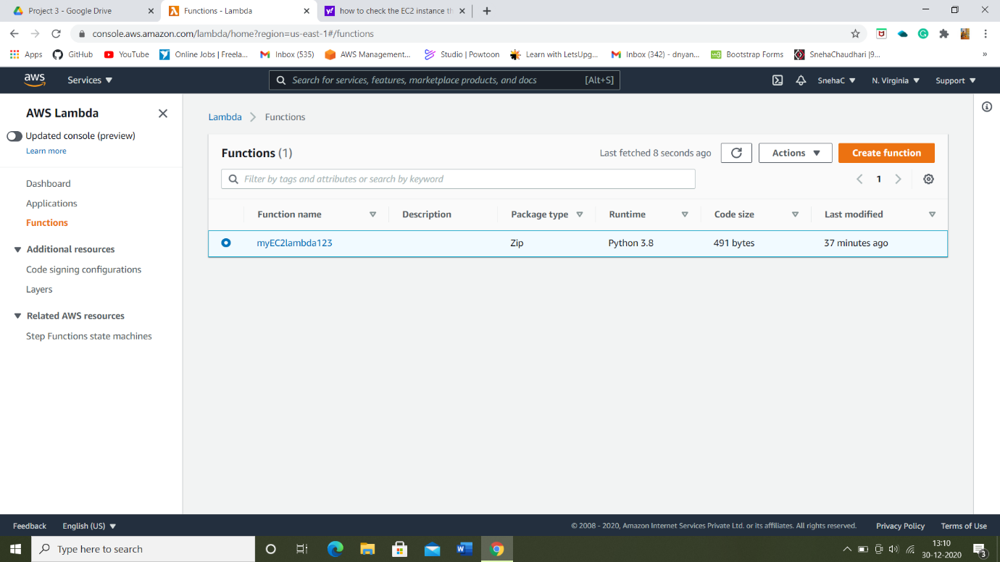 Project 3 - Google Drive
Functions - Lambda
how to check the EC2 instance th
console.aws.amazon.com/lambda/home?region=us-east-1#/functions
Apps
GitHub
YouTube
Online Jobs | Freela...
Inbox (535)
AWS Management...
Studio | Powtoon
Learn with LetsUpg...
Inbox (342) - dnyan...
Bootstrap Forms
SnehaChaudhari |9...
»
aws
Services
Search for services, features, marketplace products, and docs
[Alt+S]
SnehaC
N. Virginia
Support
AWS Lambda
Updated console (preview)
Learn more
Dashboard
Applications
Functions
Additional resources
Code signing configurations
Layers
Related AWS resources
Step Functions state machines
Lambda
Functions
Functions (1)
Last fetched 8 seconds ago
Actions
Create function
Filter by tags and attributes or search by keyword
1
Function name
Description
Package type
Runtime
Code size
Last modified
myEC2lambda123
Zip
Python 3.8
491 bytes
37 minutes ago
Feedback
English (US)
© 2008 - 2020, Amazon Internet Services Private Ltd. or its affiliates. All rights reserved.
Privacy Policy
Terms of Use
Type here to search
13:10
30-12-2020
3